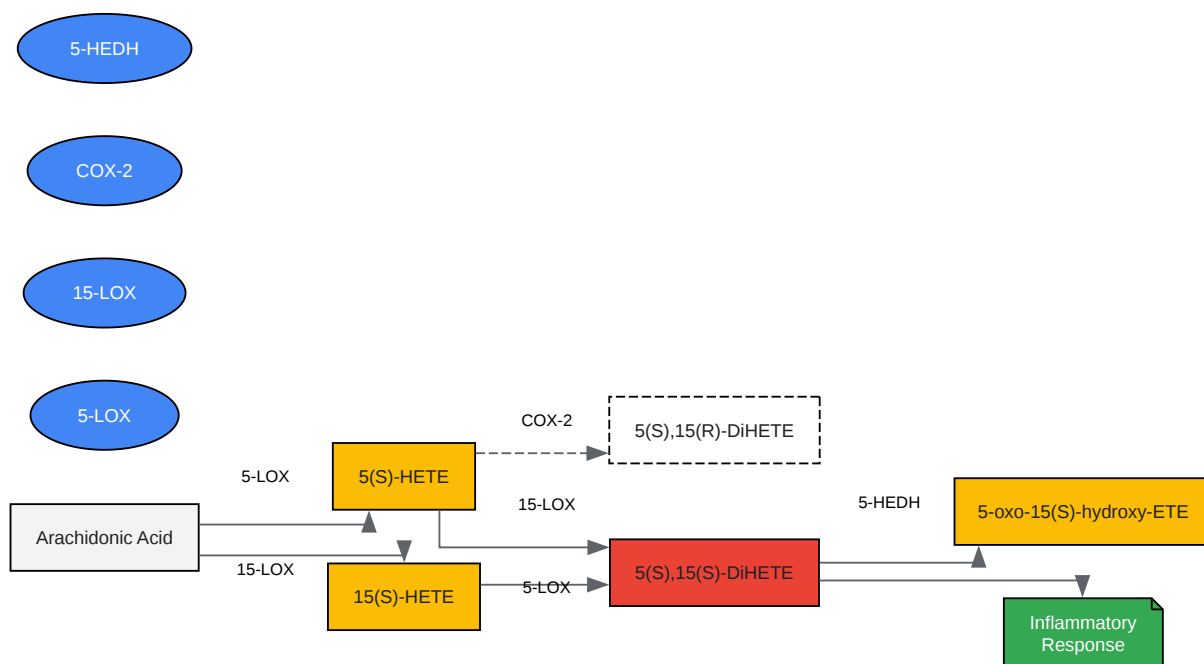 5-HEDH
COX-2
15-LOX
5-LOX
COX-2
5(S),15(R)-DiHETE
5-LOX
5(S)-HETE
15-LOX
5-HEDH
5-oxo-15(S)-hydroxy-ETE
Arachidonic Acid
15-LOX
15(S)-HETE
5-LOX
5(S),15(S)-DiHETE
Inflammatory
Response